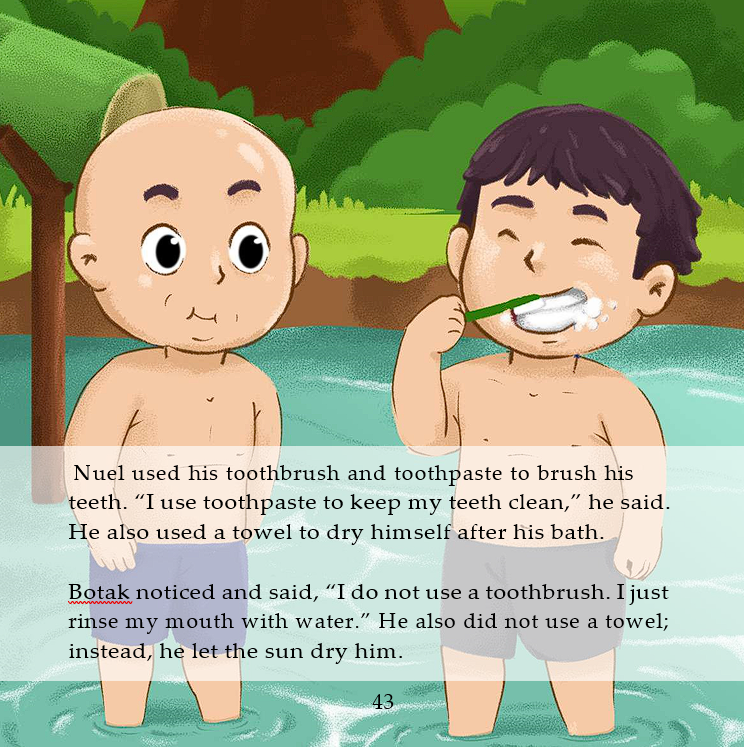 Nuel used his toothbrush and toothpaste to brush his
teeth. “I use toothpaste to keep my teeth clean,” he said.
He also used a towel to dry himself after his bath.
Botak noticed and said, “I do not use a toothbrush. I just
rinse my mouth with water.” He also did not use a towel;
instead, he let the sun dry him.
43